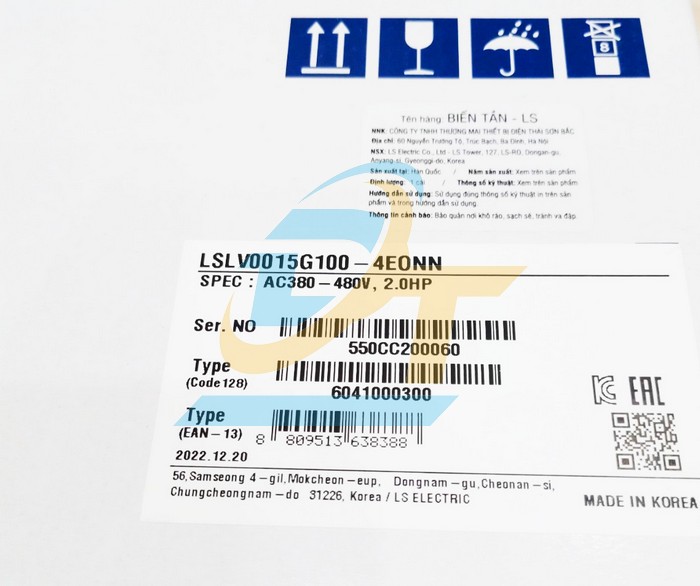 8
Tên hàng: BIẾN TẦN - LS
NNK: CÔNG TY TNHH THƯƠNG MẠI THIẾT BỊ ĐIỆN THÁI SƠN BẮC
Địa chỉ: 60 Nguyễn Trường Tộ, Trúc Bạch, Ba Đình, Hà Nội
NSX: LS Electric Co., Ltd - LS Tower, 127, LS-RO, Dongan-gu,
Anyang-si, Gyeonggi-do, Korea
Sản xuất tại: Hàn Quốc / Năm sản xuất: Xem trên sản phẩm
Định lượng: 1 cái / Thông số kỹ thuật: Xem trên sản phẩm
Hướng dẫn sử dụng: Sử dụng đúng thông số kỹ thuật in trên sản
phẩm và trong hướng dẫn sử dụng.
Thông tin cảnh báo: Bảo quản nơi khô ráo, sạch sẽ, tránh va đập
LSLV0015G100-4EONN
SPEC : AC380-480V, 2.0HP
Ser. NO
550CC200060
Type
(Code128)
6041000300
Type
(EAN-13)
8 809513 638388
2022.12.20
EAC
56,Samseong 4-gil,Mokcheon-eup, Dongnam-gu,Cheonan-si,
Chungcheongnam-do 31226, Korea / LS ELECTRIC
MADE IN KOREA
DT